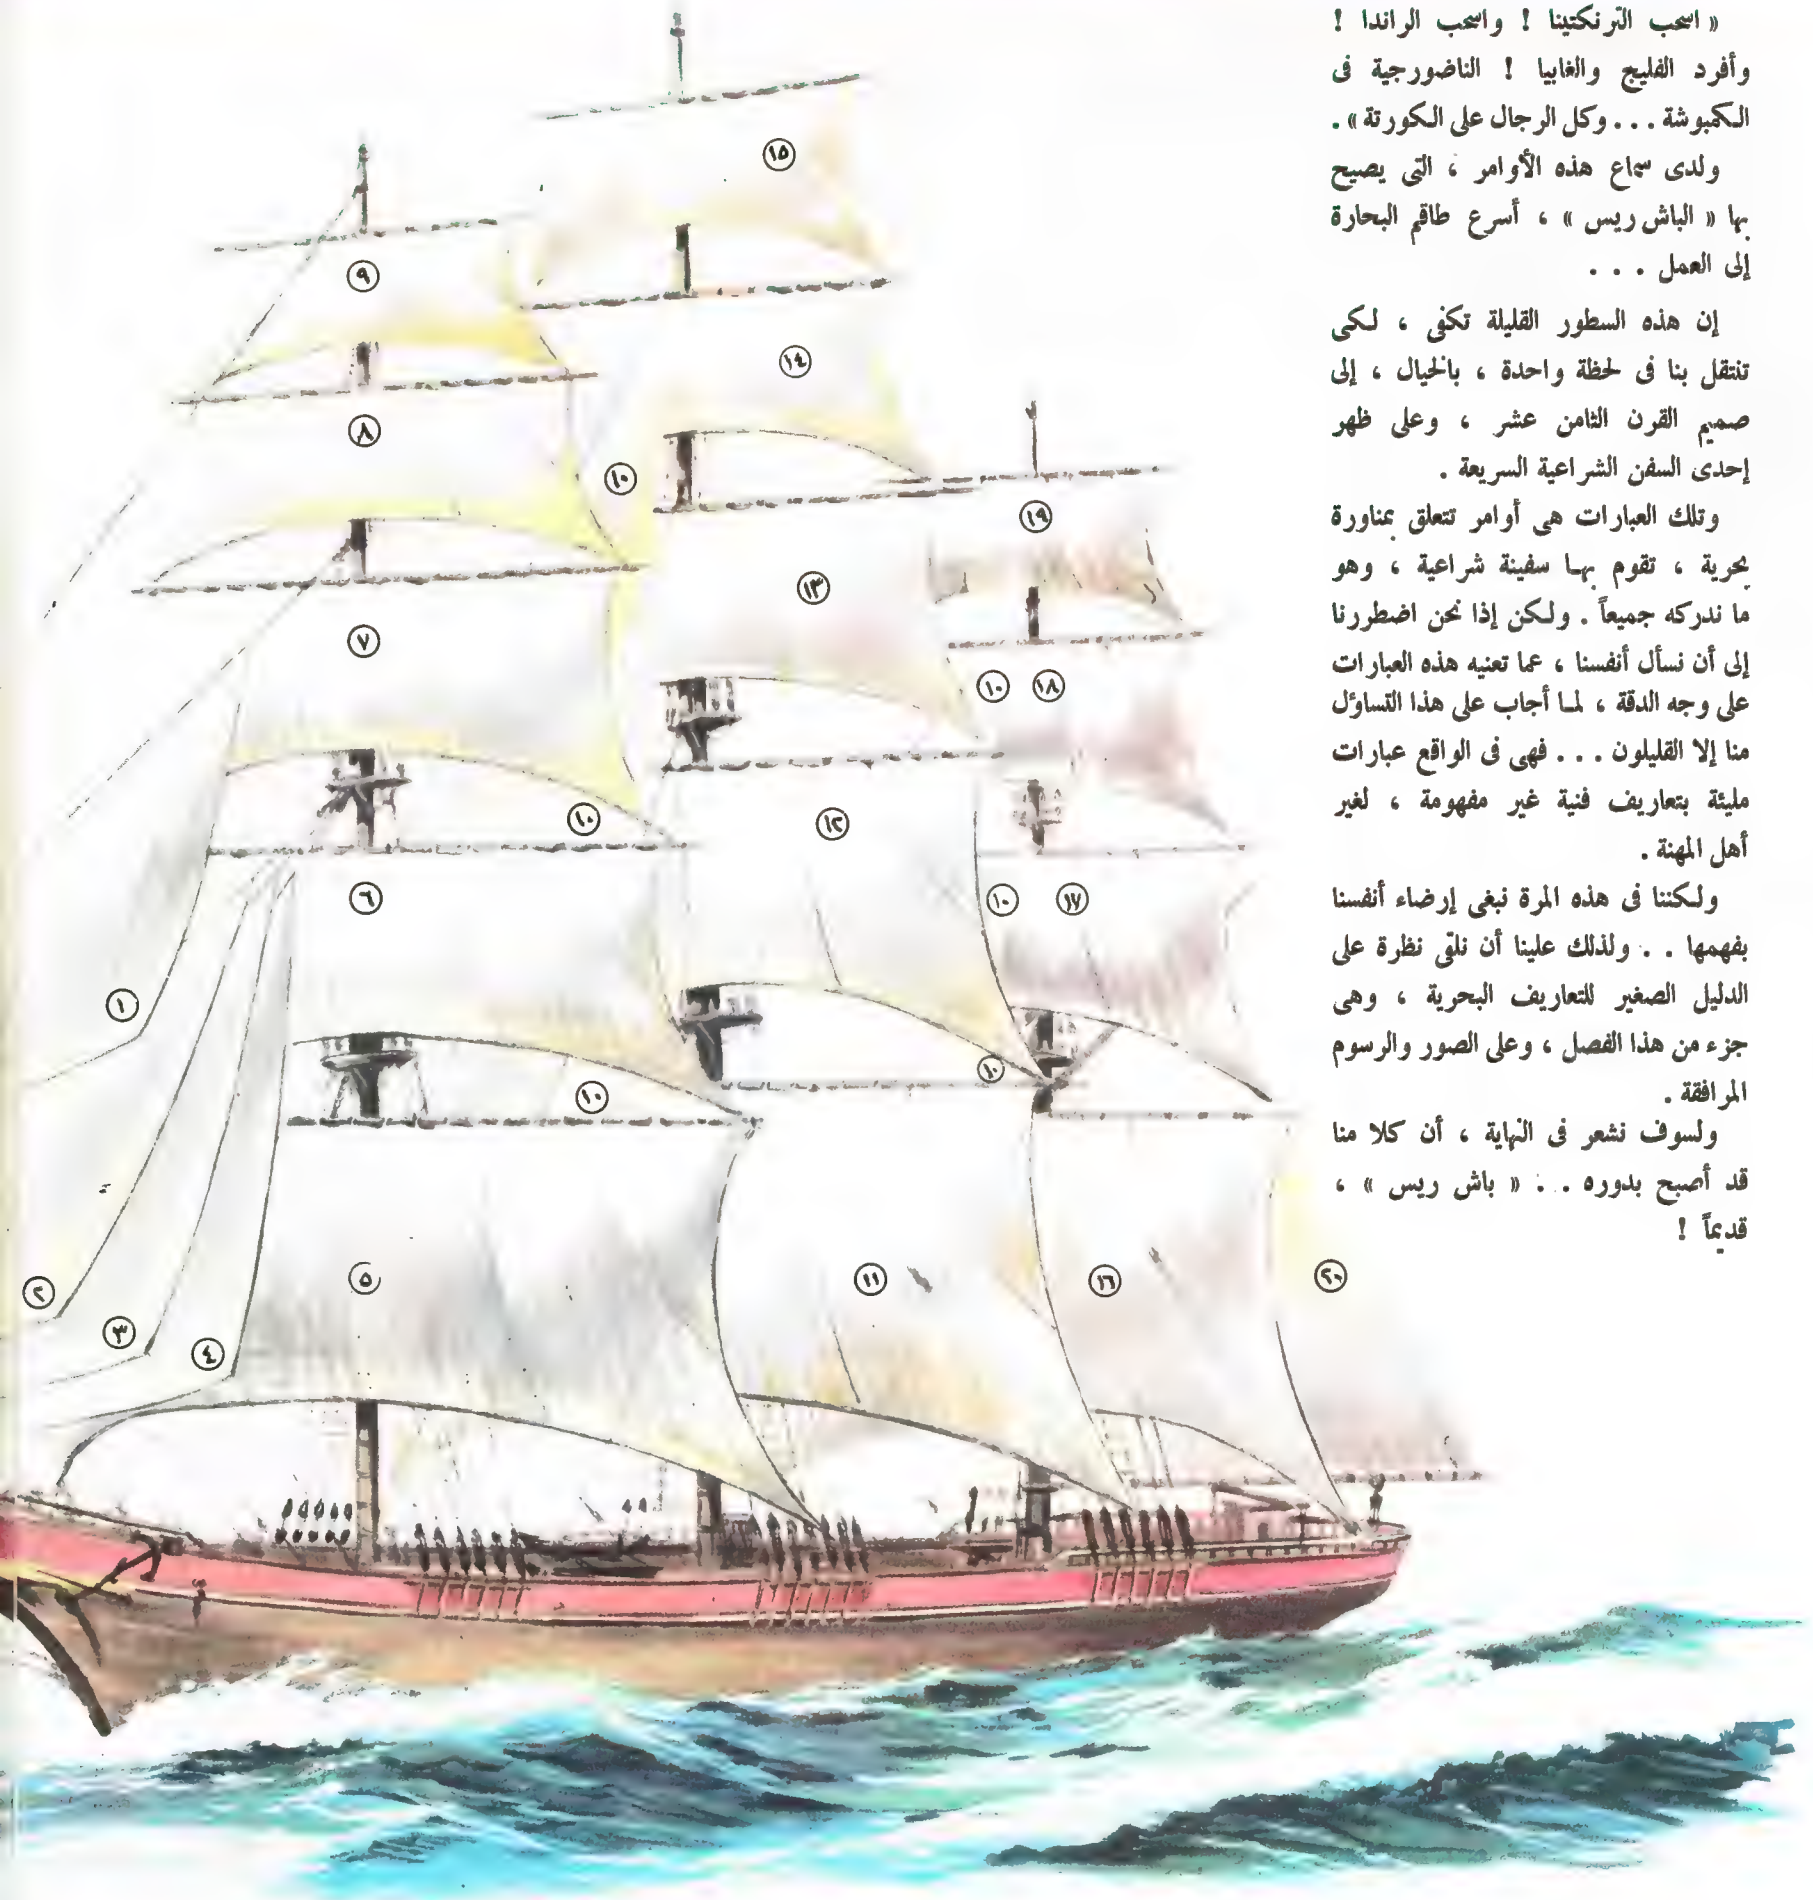 « اسحب الترنكتينا ! واسحب الراندا !
وأفرد الفليج والغابيا ! الناضورجية فى
الكمبوشة . . . وكل الرجال على الكورتة » .
ولدى سماع هذه الأوامر ، التى يصيح
بها « الباش ريس » ، أسرع طاقم البحارة
إلى العمل . . .
إن هذه السطور القليلة تكفى ، لكى
تنتقل بنا فى لحظة واحدة ، بالخيال ، إلى
صميم القرن الثامن عشر ، وعلى ظهر
إحدى السفن الشراعية السريعة .
وتلك العبارات هى أوامر تتعلق بمناورة
بحرية ، تقوم بها سفينة شراعية ، وهو
ما ندركه جميعاً . ولكن إذا نحن اضطررنا
إلى أن نسأل أنفسنا ، عما تعنيه هذه العبارات
على وجه الدقة ، لما أجاب على هذا التساؤل
منا إلا القليلون . . . فهى فى الواقع عبارات
مليئة بتعاريف فنية غير مفهومة ، لغير
أهل المهنة .
ولكننا فى هذه المرة نبغى إرضاء أنفسنا
بفهمها . . ولذلك علينا أن نلقى نظرة على
الدليل الصغير للتعاريف البحرية ، وهى
جزء من هذا الفصل ، وعلى الصور والرسوم
المرافقة .
ولسوف نشعر فى النهاية ، أن كلا منا
قد أصبح بدوره . . « باش ريس » ،
قديماً !
١٥
٩
١٤
٨
١٠
١٩
١٣
٧
١٠
١٨
١٠
١٢
٦
١٠
١٧
١
١٠
١٠
٥
١١
١٦
٢٠
٢
٣
٤